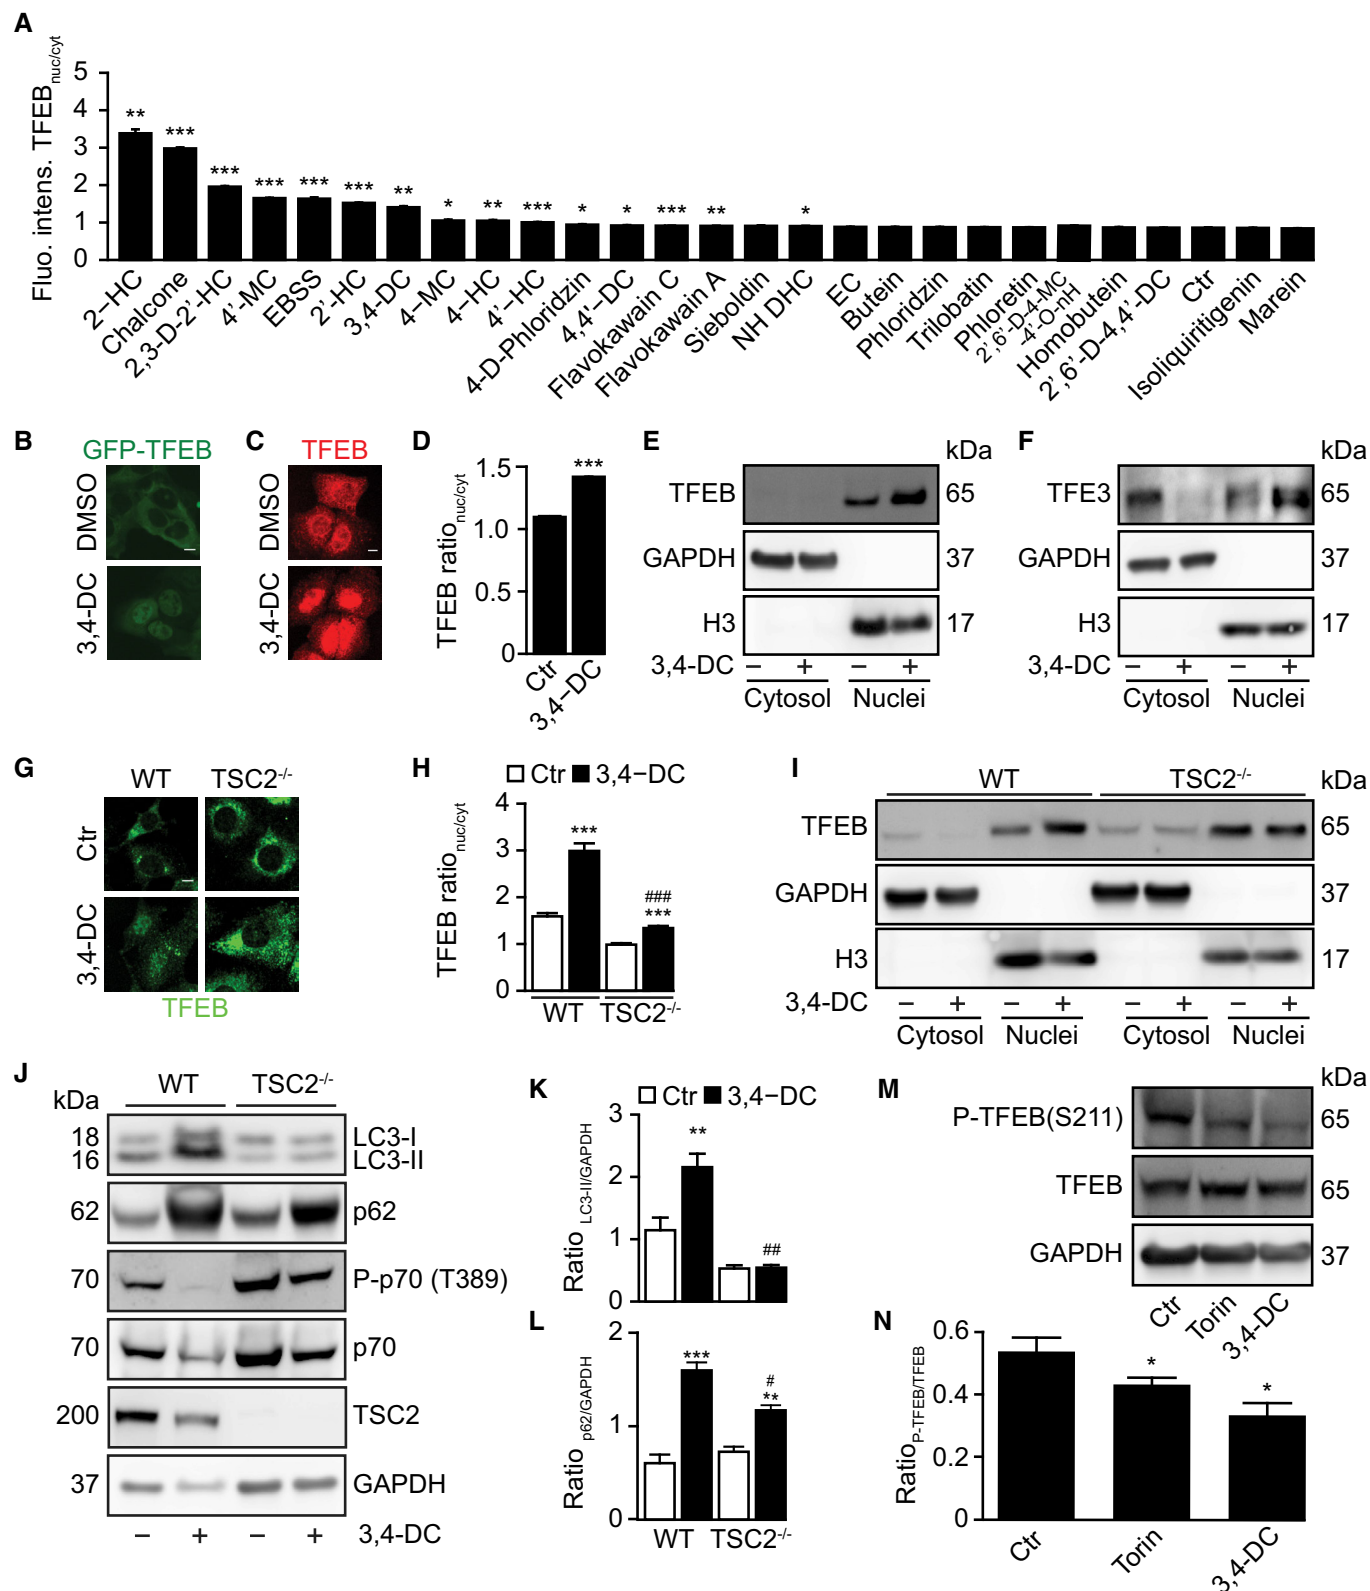 A
Fluo. intens. TFEB nuc/cyt
5
4
3
2
1
0
** *** *** *** *** *** ** * ** *** * * *** ** *
2–HC
Chalcone
2,3-D-2'-HC
4'-MC
EBSS
2'-HC
3,4-DC
4–MC
4–HC
4'–HC
4-D-Phloridzin
4,4'–DC
Flavokawain C
Flavokawain A
Sieboldin
NH DHC
EC
Butein
Phloridzin
Trilobatin
Phloretin
2',6'-D-4-MC
-4'-O-nH
Homobutein
2',6'-D-4,4'-DC
Ctr
Isoliquiritigenin
Marein
B
GFP-TFEB
DMSO
3,4-DC
C
TFEB
DMSO
3,4-DC
D
TFEB ratio nuc/cyt
1.5
1.0
0.5
0
***
Ctr
3,4–DC
E
kDa
TFEB 65
GAPDH 37
H3 17
3,4-DC – + – +
Cytosol Nuclei
F
kDa
TFE3 65
GAPDH 37
H3 17
3,4-DC – + – +
Cytosol Nuclei
G
WT TSC2-/-
Ctr
3,4-DC
TFEB
H
Ctr 3,4–DC
TFEB ratio nuc/cyt
4
3
2
1
0
***
###
***
WT TSC2-/-
I
WT TSC2-/- kDa
TFEB 65
GAPDH 37
H3 17
3,4-DC – + – + – + – +
Cytosol Nuclei Cytosol Nuclei
J
WT TSC2-/-
kDa
18 LC3-I
16 LC3-II
62 p62
70 P-p70 (T389)
70 p70
200 TSC2
37 GAPDH
– + – + 3,4-DC
K
Ctr 3,4–DC
Ratio LC3-II/GAPDH
3
2
1
0
**
##
L
Ratio p62/GAPDH
2
1
0
***
#
**
WT TSC2-/-
M
kDa
P-TFEB(S211) 65
TFEB 65
GAPDH 37
Ctr
Torin
3,4-DC
N
Ratio P-TFEB/TFEB
0.6
0.4
0.2
0
*
*
Ctr
Torin
3,4-DC